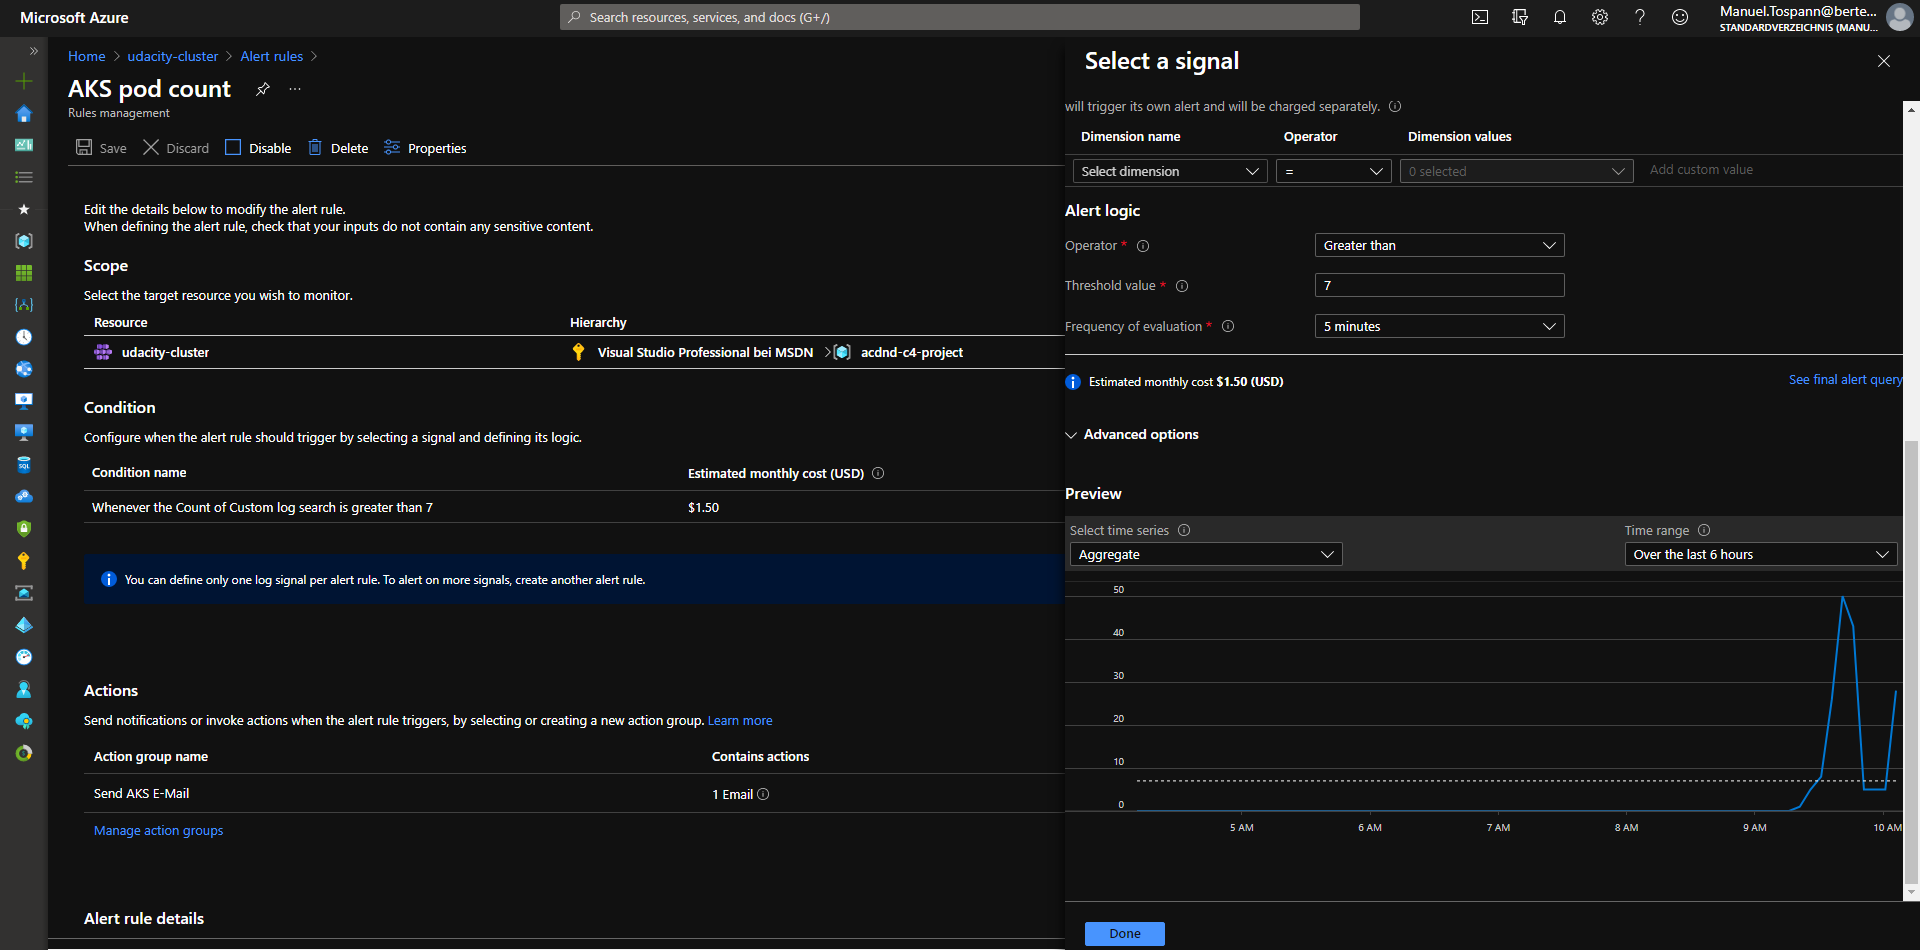 Microsoft Azure
Search resources, services, and docs (G+/)
Manuel.Tospann@berte...
STANDARDVERZEICHNIS (MANU...
Home > udacity-cluster > Alert rules >
AKS pod count
...
Rules management
Save
Discard
Disable
Delete
Properties
Edit the details below to modify the alert rule.
When defining the alert rule, check that your inputs do not contain any sensitive content.
Scope
Select the target resource you wish to monitor.
Resource
Hierarchy
udacity-cluster
Visual Studio Professional bei MSDN > acdnd-c4-project
Condition
Configure when the alert rule should trigger by selecting a signal and defining its logic.
Condition name
Estimated monthly cost (USD)
Whenever the Count of Custom log search is greater than 7
$1.50
You can define only one log signal per alert rule. To alert on more signals, create another alert rule.
Actions
Send notifications or invoke actions when the alert rule triggers, by selecting or creating a new action group. Learn more
Action group name
Contains actions
Send AKS E-Mail
1 Email
Manage action groups
Alert rule details
Select a signal
will trigger its own alert and will be charged separately.
Dimension name
Operator
Dimension values
Select dimension
=
0 selected
Add custom value
Alert logic
Operator *
Greater than
Threshold value *
7
Frequency of evaluation *
5 minutes
Estimated monthly cost $1.50 (USD)
See final alert query
Advanced options
Preview
Select time series
Time range
Aggregate
Over the last 6 hours
50
40
30
20
10
0
5 AM
6 AM
7 AM
8 AM
9 AM
10 AM
Done